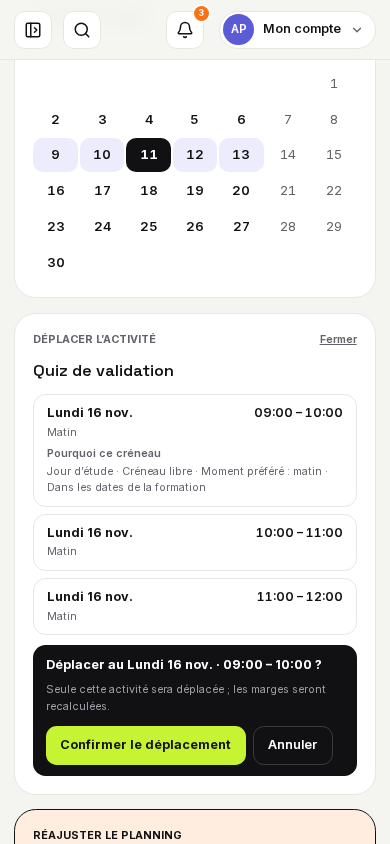 3
AP
Mon compte
1
2 3 4 5 6 7 8
9 10 11 12 13 14 15
16 17 18 19 20 21 22
23 24 25 26 27 28 29
30
DÉPLACER L'ACTIVITÉ
Fermer
Quiz de validation
Lundi 16 nov. 09:00 – 10:00
Matin
Pourquoi ce créneau
Jour d'étude · Créneau libre · Moment préféré : matin ·
Dans les dates de la formation
Lundi 16 nov. 10:00 – 11:00
Matin
Lundi 16 nov. 11:00 – 12:00
Matin
Déplacer au Lundi 16 nov. · 09:00 – 10:00 ?
Seule cette activité sera déplacée ; les marges seront
recalculées.
Confirmer le déplacement
Annuler
RÉAJUSTER LE PLANNING